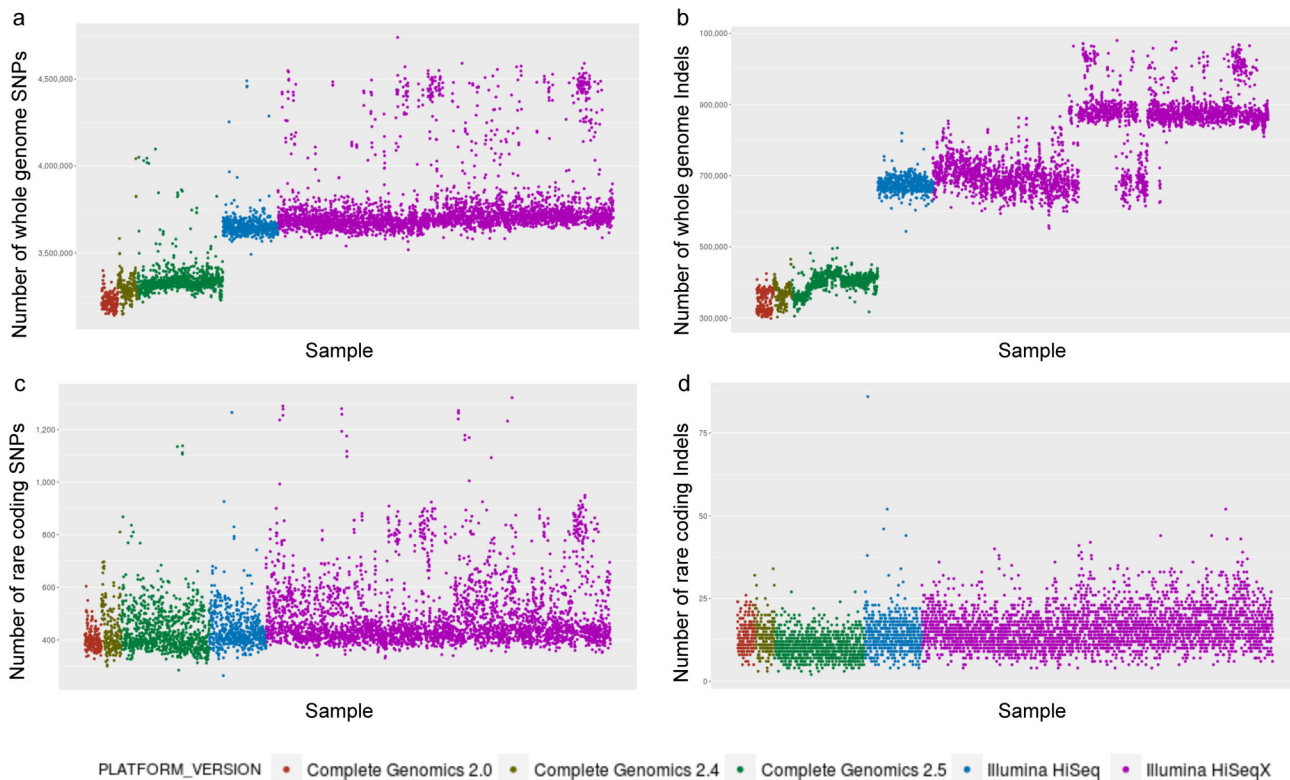 a
Number of whole genome SNPs
4,500,000
4,000,000
3,500,000
Sample
b
Number of whole genome Indels
100,000
900,000
700,000
500,000
300,000
Sample
c
Number of rare coding SNPs
1,200
1,000
800
600
400
Sample
d
Number of rare coding Indels
75
50
25
0
Sample
PLATFORM_VERSION Complete Genomics 2.0 Complete Genomics 2.4 Complete Genomics 2.5 Illumina HiSeq Illumina HiSeqX